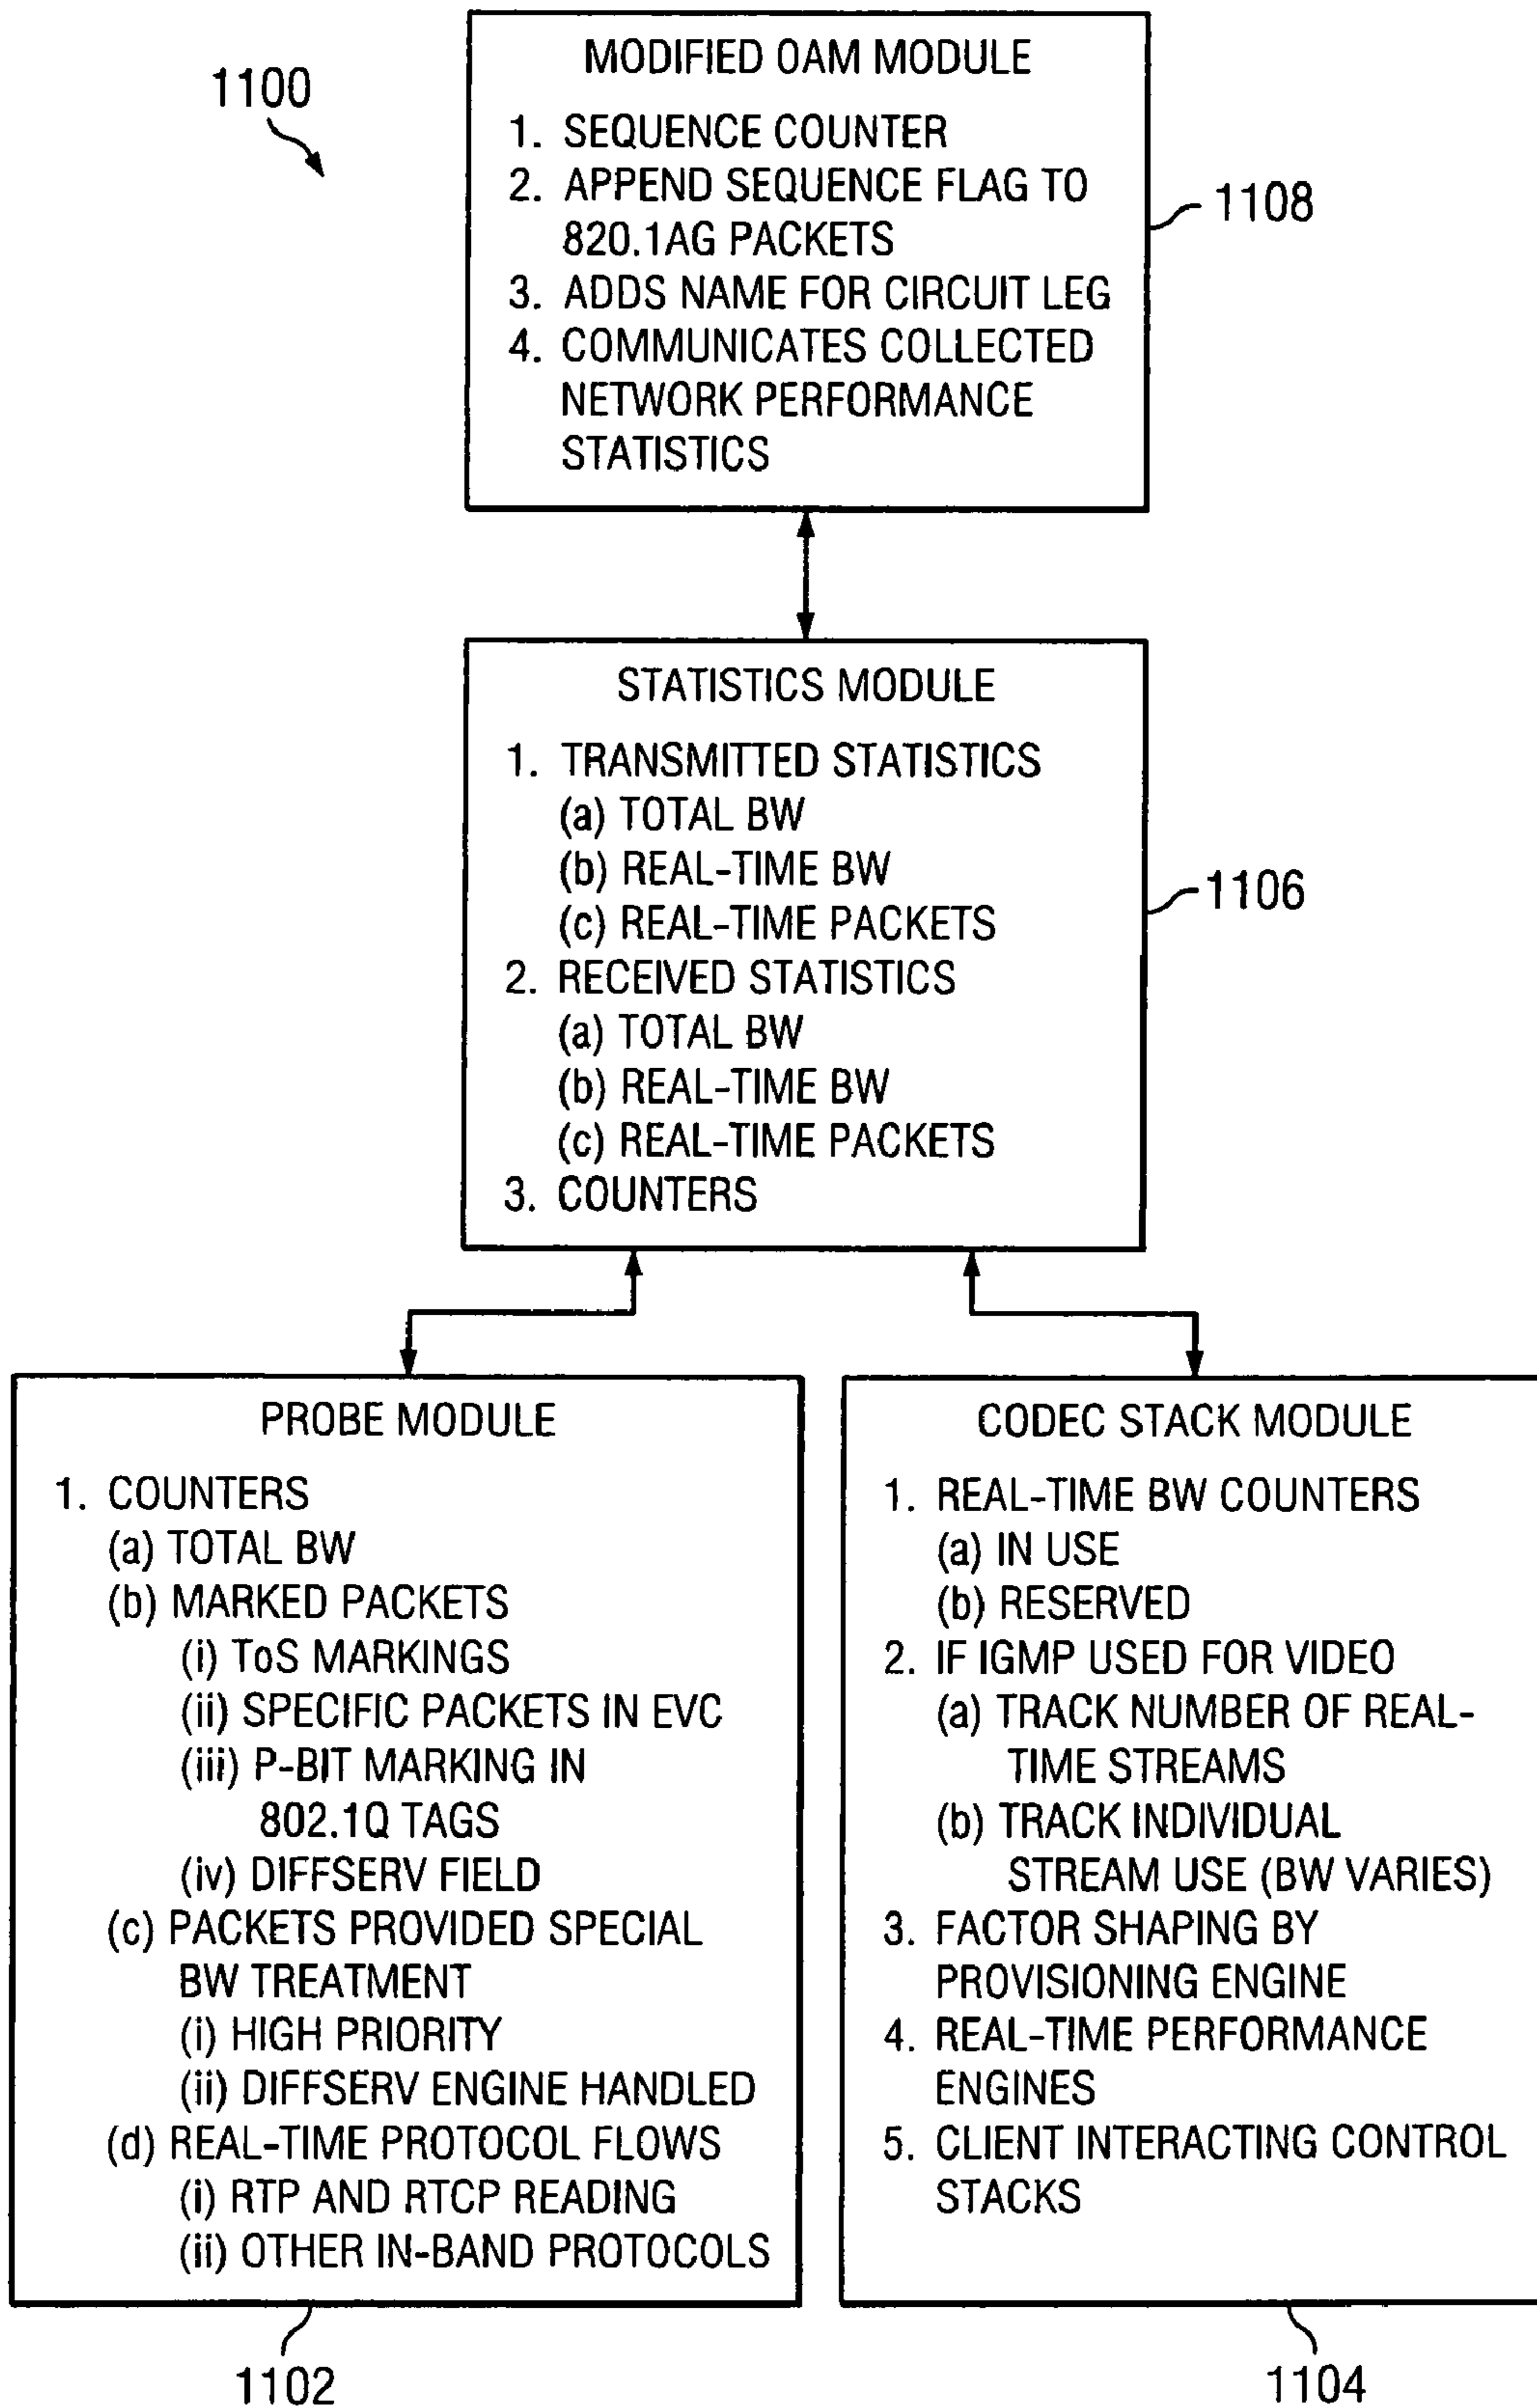 1100
MODIFIED OAM MODULE
1. SEQUENCE COUNTER
2. APPEND SEQUENCE FLAG TO
820.1AG PACKETS
3. ADDS NAME FOR CIRCUIT LEG
4. COMMUNICATES COLLECTED
NETWORK PERFORMANCE
STATISTICS
1108
STATISTICS MODULE
1. TRANSMITTED STATISTICS
(a) TOTAL BW
(b) REAL-TIME BW
(c) REAL-TIME PACKETS
2. RECEIVED STATISTICS
(a) TOTAL BW
(b) REAL-TIME BW
(c) REAL-TIME PACKETS
3. COUNTERS
1106
PROBE MODULE
1. COUNTERS
(a) TOTAL BW
(b) MARKED PACKETS
(i) ToS MARKINGS
(ii) SPECIFIC PACKETS IN EVC
(iii) P-BIT MARKING IN
802.1Q TAGS
(iv) DIFFSERV FIELD
(c) PACKETS PROVIDED SPECIAL
BW TREATMENT
(i) HIGH PRIORITY
(ii) DIFFSERV ENGINE HANDLED
(d) REAL-TIME PROTOCOL FLOWS
(i) RTP AND RTCP READING
(ii) OTHER IN-BAND PROTOCOLS
1102
CODEC STACK MODULE
1. REAL-TIME BW COUNTERS
(a) IN USE
(b) RESERVED
2. IF IGMP USED FOR VIDEO
(a) TRACK NUMBER OF REAL-
TIME STREAMS
(b) TRACK INDIVIDUAL
STREAM USE (BW VARIES)
3. FACTOR SHAPING BY
PROVISIONING ENGINE
4. REAL-TIME PERFORMANCE
ENGINES
5. CLIENT INTERACTING CONTROL
STACKS
1104